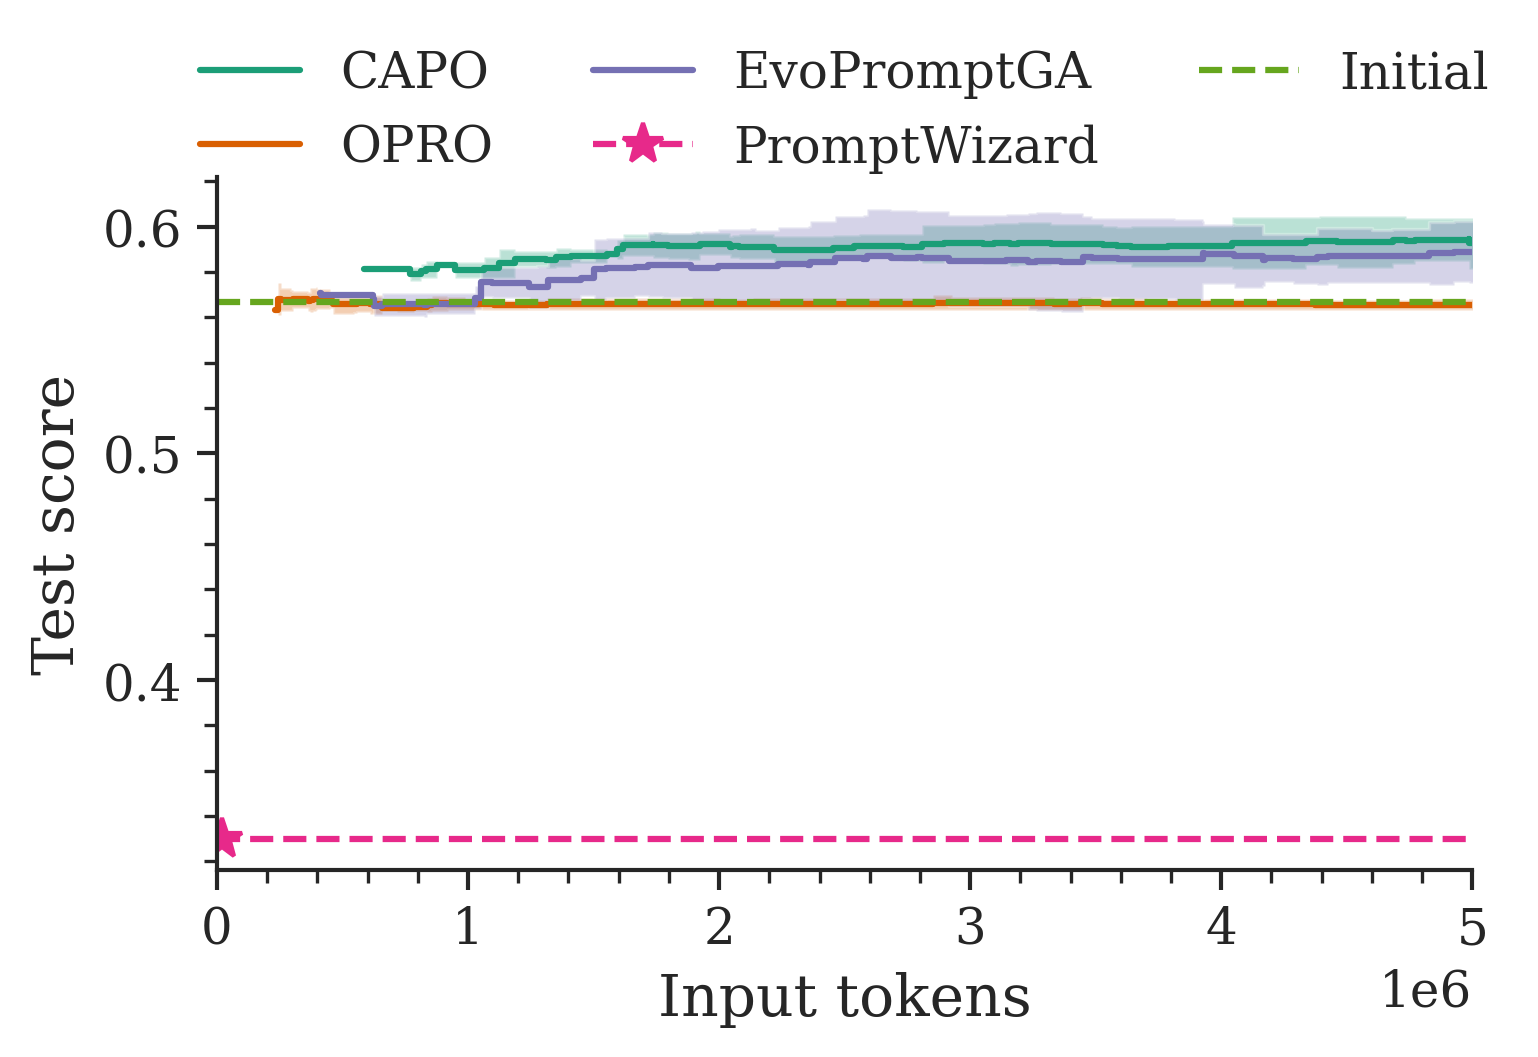 CAPO EvoPromptGA Initial
OPRO PromptWizard
0.6
0.5
0.4
Test score
0 1 2 3 4 5
Input tokens
1e6